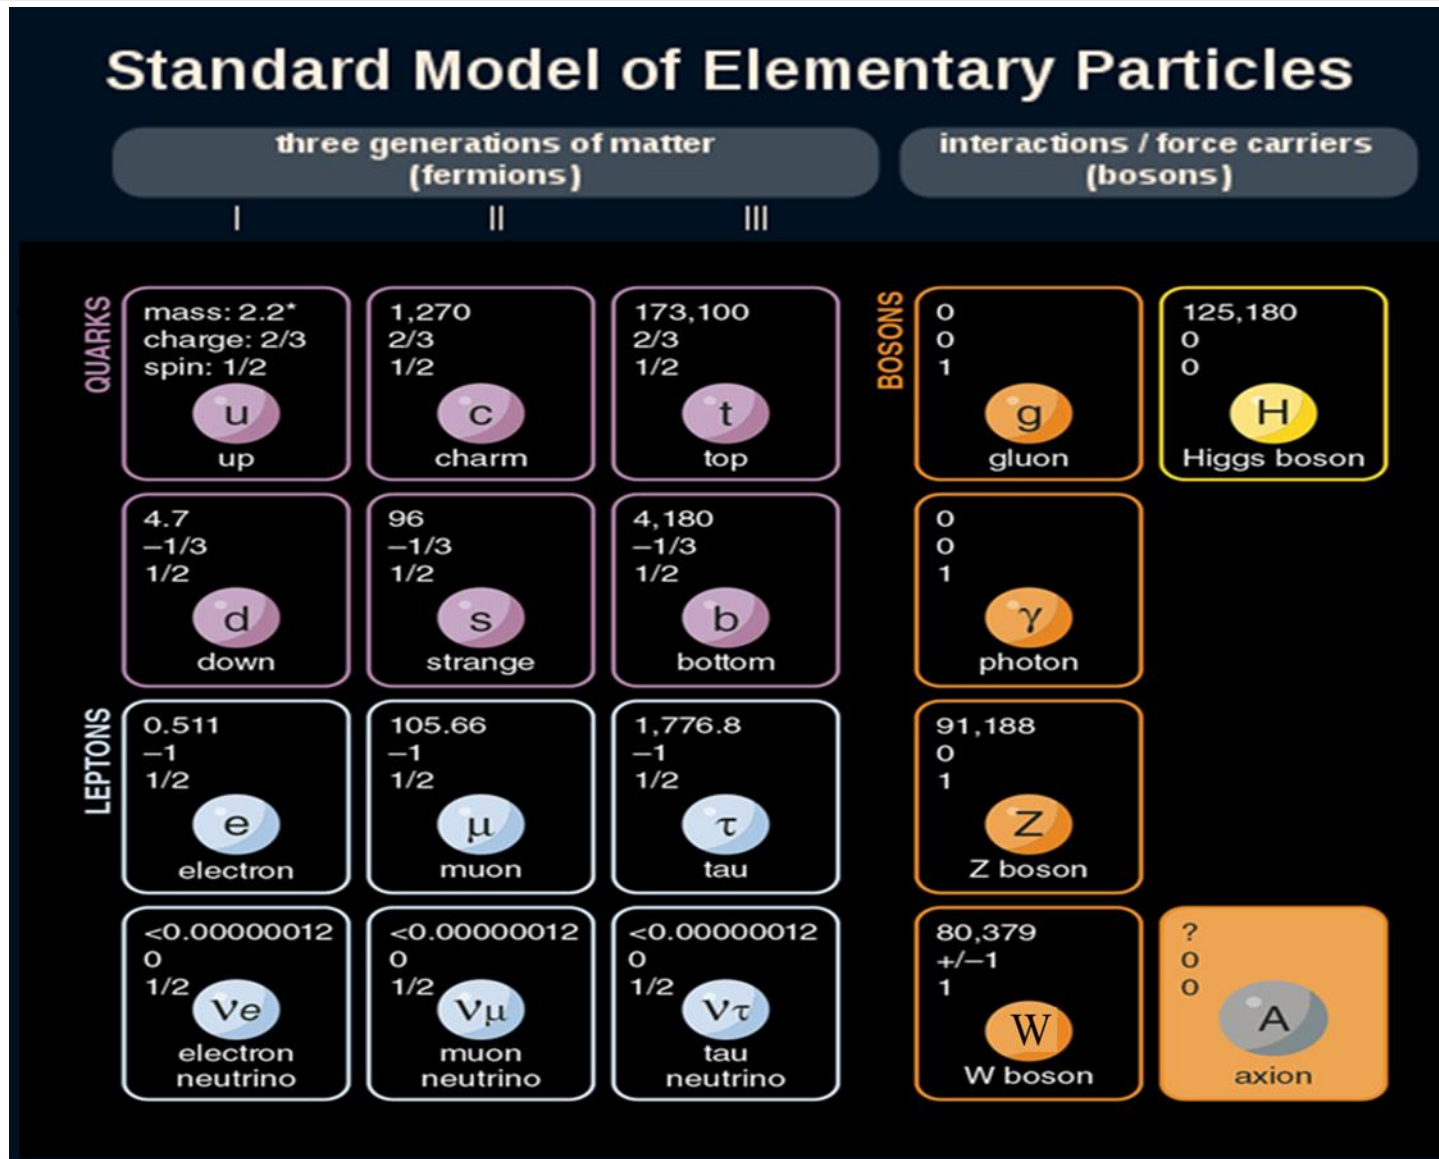 Standard Model of Elementary Particles
three generations of matter
(fermions)
interactions / force carriers
(bosons)
I
II
III
QUARKS
mass: 2.2*
charge: 2/3
spin: 1/2
u
up
1,270
2/3
1/2
c
charm
173,100
2/3
1/2
t
top
BOSONS
0
0
1
g
gluon
125,180
0
0
H
Higgs boson
4.7
–1/3
1/2
d
down
96
–1/3
1/2
s
strange
4,180
–1/3
1/2
b
bottom
0
0
1
γ
photon
LEPTONS
0.511
–1
1/2
e
electron
105.66
–1
1/2
μ
muon
1,776.8
–1
1/2
τ
tau
91,188
0
1
Z
Z boson
<0.00000012
0
1/2
νe
electron
neutrino
<0.00000012
0
1/2
νμ
muon
neutrino
<0.00000012
0
1/2
ντ
tau
neutrino
80,379
+/–1
1
W
W boson
?
0
0
A
axion